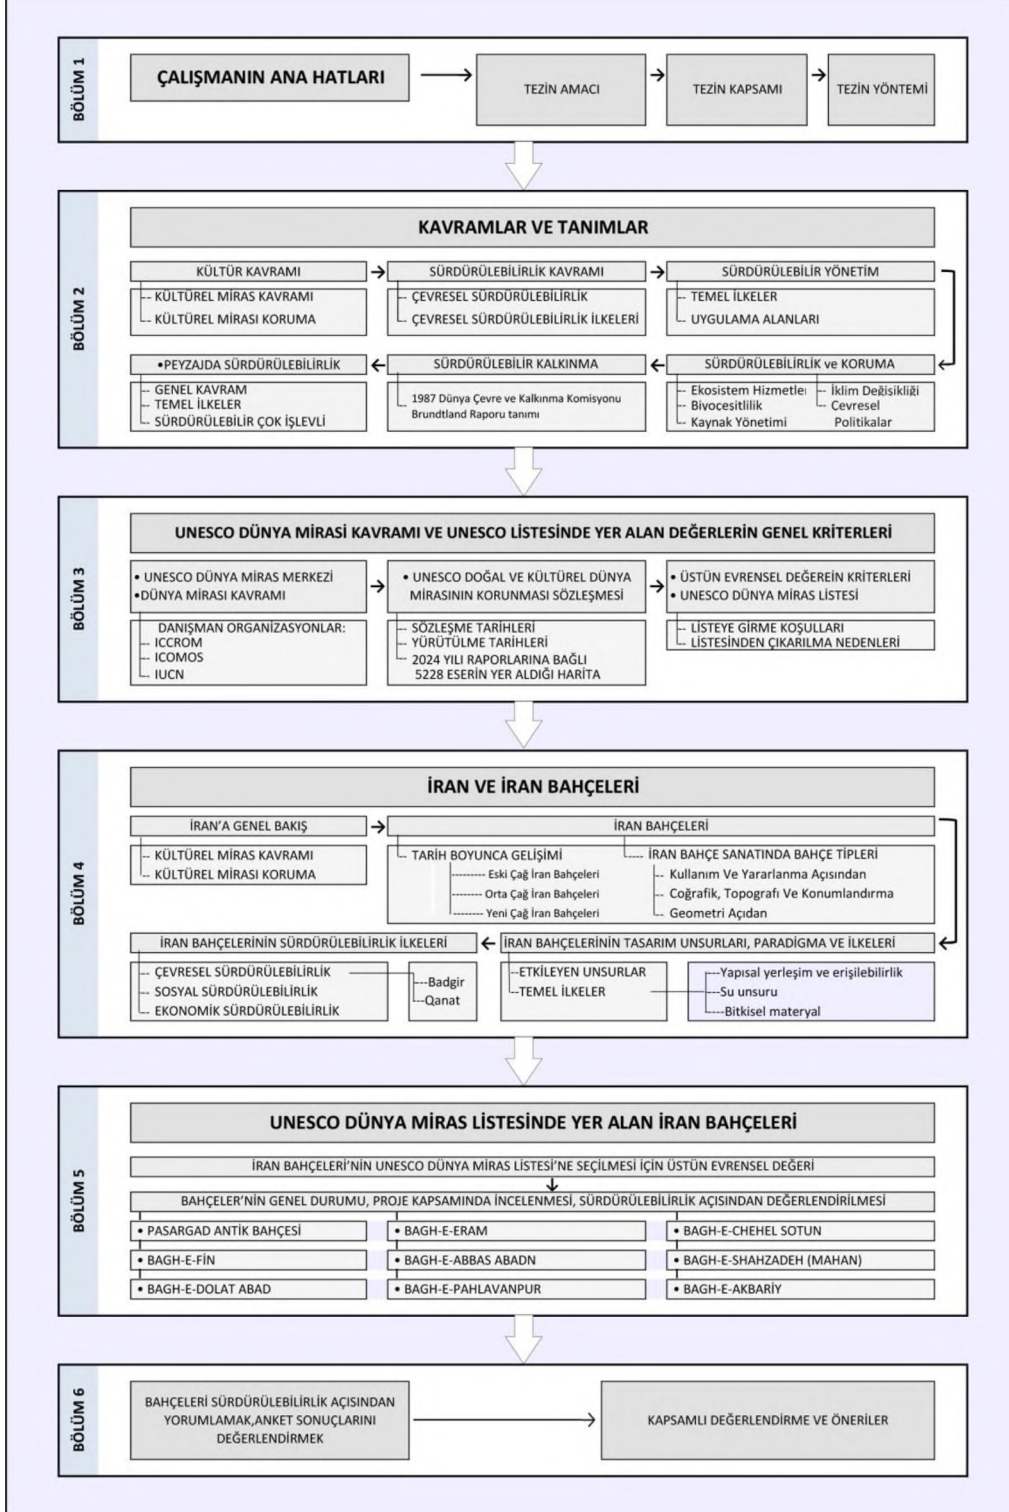 BÖLÜM 1
ÇALIŞMANIN ANA HATLARI
TEZİN AMACI
TEZİN KAPSAMI
TEZİN YÖNTEMİ
BÖLÜM 2
KAVRAMLAR VE TANIMLAR
KÜLTÜR KAVRAMI
KÜLTÜREL MİRAS KAVRAMI
KÜLTÜREL MİRASI KORUMA
SÜRDÜRÜLEBİLİRLİK KAVRAMI
ÇEVRESEL SÜRDÜRÜLEBİLİRLİK
ÇEVRESEL SÜRDÜRÜLEBİLİRLİK İLKELERİ
SÜRDÜRÜLEBİLİR YÖNETİM
TEMEL İLKELER
UYGULAMA ALANLARI
•PEYZAJDA SÜRDÜRÜLEBİLİRLİK
GENEL KAVRAM
TEMEL İLKELER
SÜRDÜRÜLEBİLİR ÇOK İŞLEVLİ
SÜRDÜRÜLEBİLİR KALKINMA
1987 Dünya Çevre ve Kalkınma Komisyonu
Brundtland Raporu tanımı
SÜRDÜRÜLEBİLİRLİK ve KORUMA
Ekosistem Hizmetleri
Biyoçeşitlilik
Kaynak Yönetimi
İklim Değişikliği
Çevresel
Politikalar
BÖLÜM 3
UNESCO DÜNYA MİRASİ KAVRAMI VE UNESCO LİSTESİNDE YER ALAN DEĞERLERİN GENEL KRİTERLERİ
• UNESCO DÜNYA MİRAS MERKEZİ
•DÜNYA MİRASI KAVRAMI
DANIŞMAN ORGANİZASYONLAR:
ICCROM
ICOMOS
IUCN
• UNESCO DOĞAL VE KÜLTÜREL DÜNYA
MİRASININ KORUNMASI SÖZLEŞMESİ
SÖZLEŞME TARİHLERİ
YÜRÜTÜLME TARİHLERİ
2024 YILI RAPORLARINA BAĞLI
5228 ESERİN YER ALDIĞI HARİTA
• ÜSTÜN EVRENSEL DEĞEREİN KRİTERLERİ
• UNESCO DÜNYA MİRAS LİSTESİ
LİSTEYE GİRME KOŞULLARI
LİSTESİNDEN ÇIKARILMA NEDENLERİ
BÖLÜM 4
İRAN VE İRAN BAHÇELERİ
İRAN'A GENEL BAKIŞ
KÜLTÜREL MİRAS KAVRAMI
KÜLTÜREL MİRASI KORUMA
İRAN BAHÇELERİ
TARİH BOYUNCA GELİŞİMİ
Eski Çağ İran Bahçeleri
Orta Çağ İran Bahçeleri
Yeni Çağ İran Bahçeleri
İRAN BAHÇE SANATINDA BAHÇE TİPLERİ
Kullanım Ve Yararlanma Açısından
Coğrafik, Topografı Ve Konumlandırma
Geometri Açıdan
İRAN BAHÇELERİNİN SÜRDÜRÜLEBİLİRLİK İLKELERİ
ÇEVRESEL SÜRDÜRÜLEBİLİRLİK
SOSYAL SÜRDÜRÜLEBİLİRLİK
EKONOMİK SÜRDÜRÜLEBİLİRLİK
Badgir
Qanat
İRAN BAHÇELERİNİN TASARIM UNSURLARI, PARADİGMA VE İLKELERİ
ETKİLEYEN UNSURLAR
TEMEL İLKELER
Yapısal yerleşim ve erişilebilirlik
Su unsuru
Bitkisel materyal
BÖLÜM 5
UNESCO DÜNYA MİRAS LİSTESİNDE YER ALAN İRAN BAHÇELERİ
İRAN BAHÇELERİ'NİN UNESCO DÜNYA MİRAS LİSTESİ'NE SEÇİLMESİ İÇİN ÜSTÜN EVRENSEL DEĞERİ
BAHÇELER'NİN GENEL DURUMU, PROJE KAPSAMINDA İNCELENMESİ, SÜRDÜRÜLEBİLİRLİK AÇISINDAN DEĞERLENDİRİLMESİ
• PASARGAD ANTİK BAHÇESİ
• BAGH-E-ERAM
• BAGH-E-CHEHEL SOTUN
• BAGH-E-FİN
• BAGH-E-ABBAS ABADN
• BAGH-E-SHAHZADEH (MAHAN)
• BAGH-E-DOLAT ABAD
• BAGH-E-PAHLAVANPUR
• BAGH-E-AKBARİY
BÖLÜM 6
BAHÇELERİ SÜRDÜRÜLEBİLİRLİK AÇISINDAN
YORUMLAMAK,ANKET SONUÇLARINI
DEĞERLENDİRMEK
KAPSAMLI DEĞERLENDİRME VE ÖNERİLER